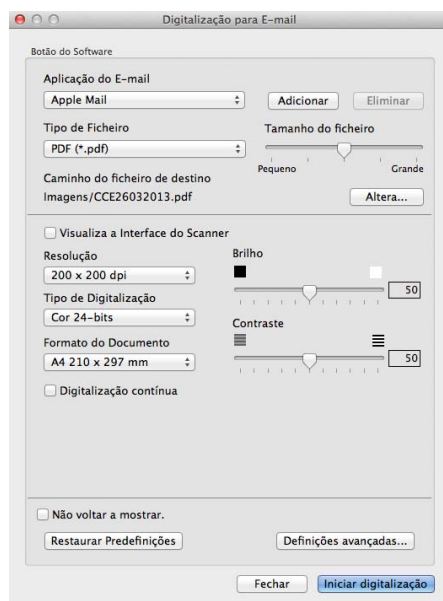 Digitalização para E-mail
Botão do Software
Aplicação do E-mail
Apple Mail
Adicionar
Eliminar
Tipo de Ficheiro
Tamanho do ficheiro
PDF (*.pdf)
Pequeno
Grande
Caminho do ficheiro de destino
Imagens/CCE26032013.pdf
Altera...
Visualiza a Interface do Scanner
Resolução
Brilho
200 x 200 dpi
50
Tipo de Digitalização
Cor 24-bits
Contraste
Formato do Documento
A4 210 x 297 mm
50
Digitalização contínua
Não voltar a mostrar.
Restaurar Predefinições
Definições avançadas...
Fechar
Iniciar digitalização